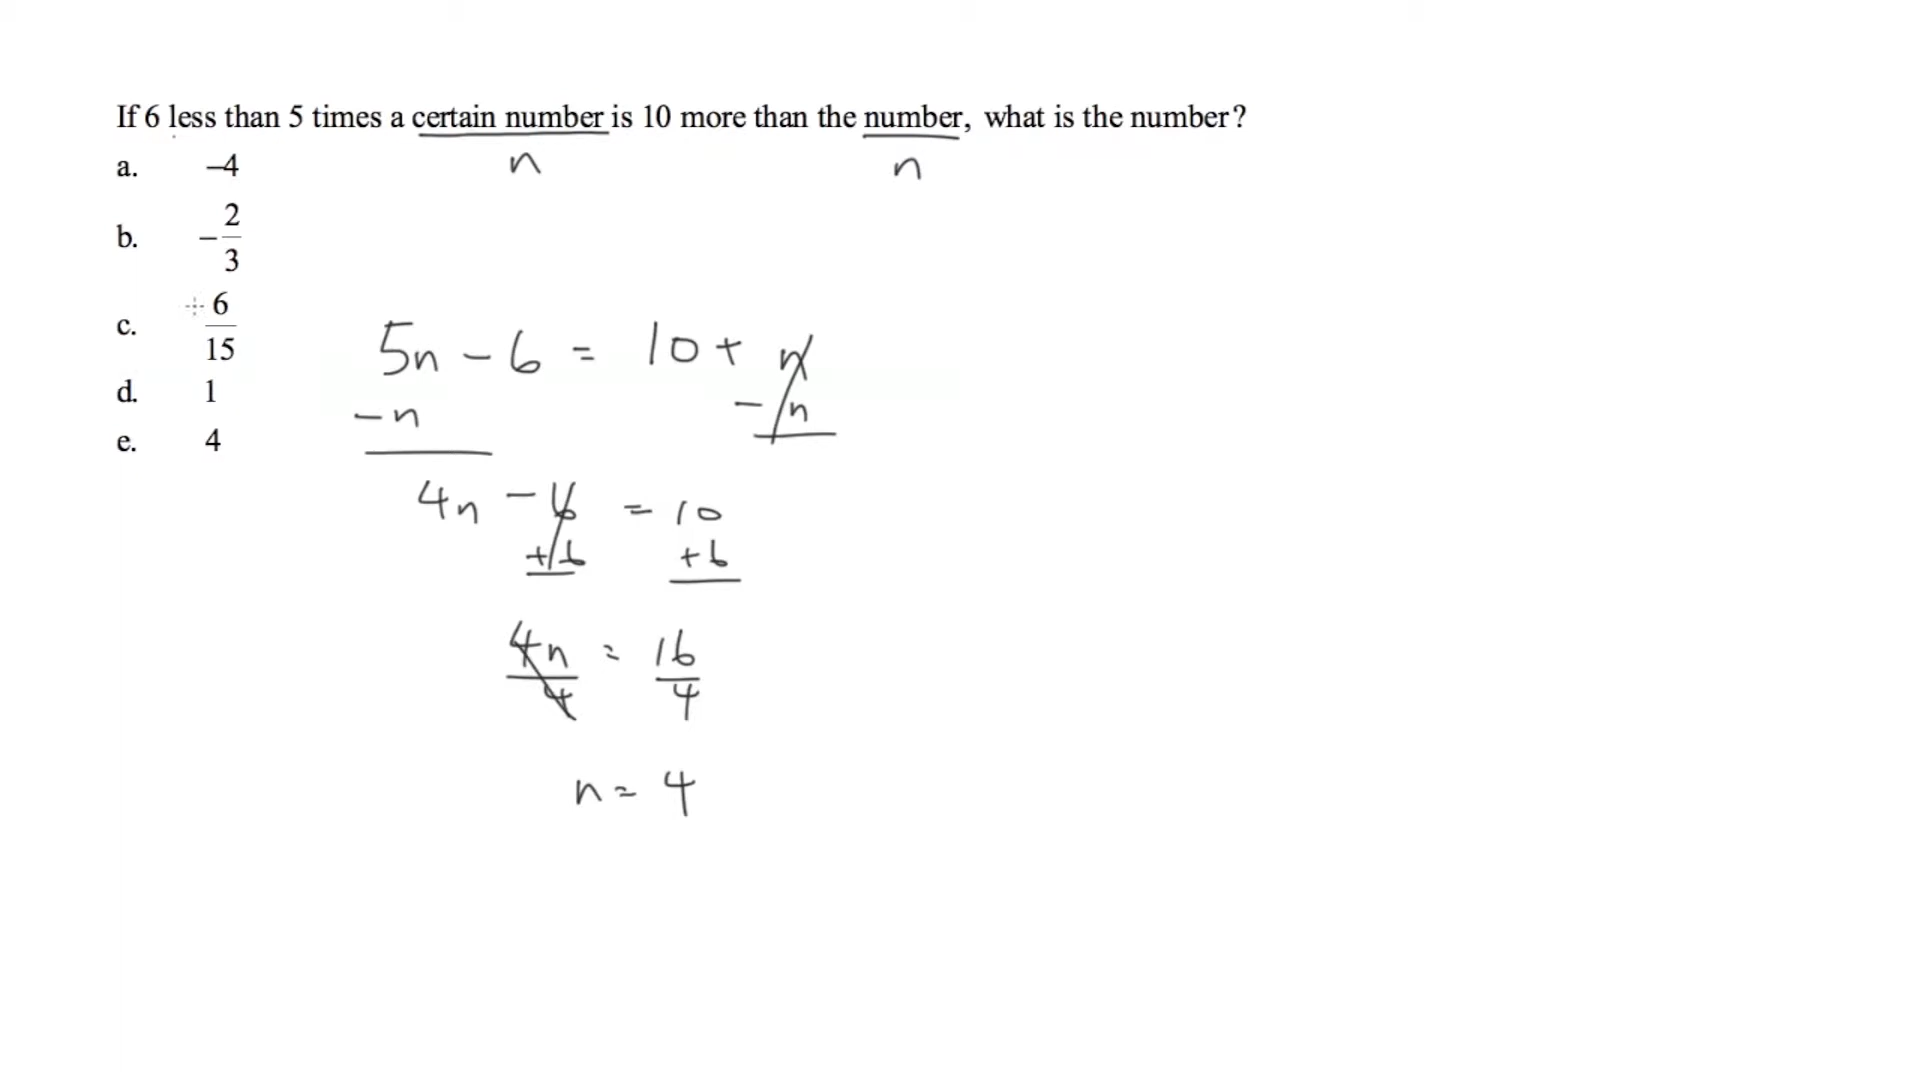 If 6 less than 5 times a certain number is 10 more than the number, what is the number?
n n
a. –4
b. −2/3
c. 6/15
d. 1
e. 4
5n − 6 = 10 + n
− n − n
4n − 6 = 10
+ 6 + 6
4n/4 = 16/4
n = 4